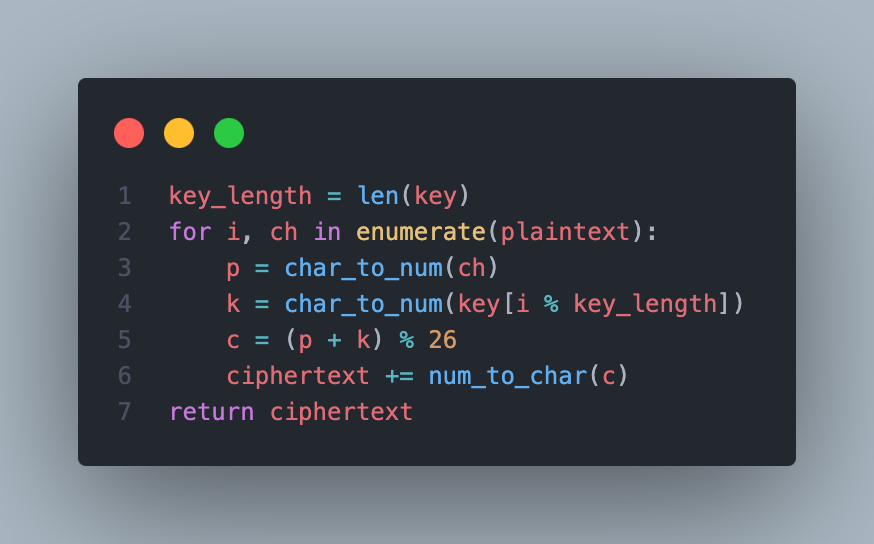 1 key_length = len(key)
2 for i, ch in enumerate(plaintext):
3     p = char_to_num(ch)
4     k = char_to_num(key[i % key_length])
5     c = (p + k) % 26
6     ciphertext += num_to_char(c)
7 return ciphertext